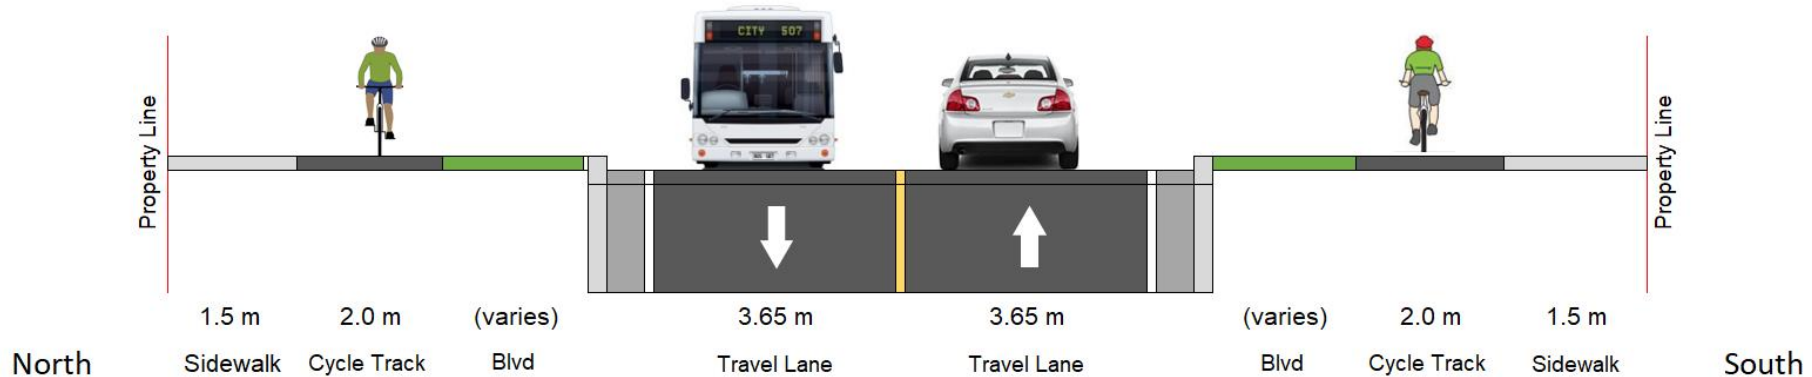 CITY 507
Property Line
Property Line
1.5 m
2.0 m
(varies)
3.65 m
3.65 m
(varies)
2.0 m
1.5 m
North
Sidewalk
Cycle Track
Blvd
Travel Lane
Travel Lane
Blvd
Cycle Track
Sidewalk
South